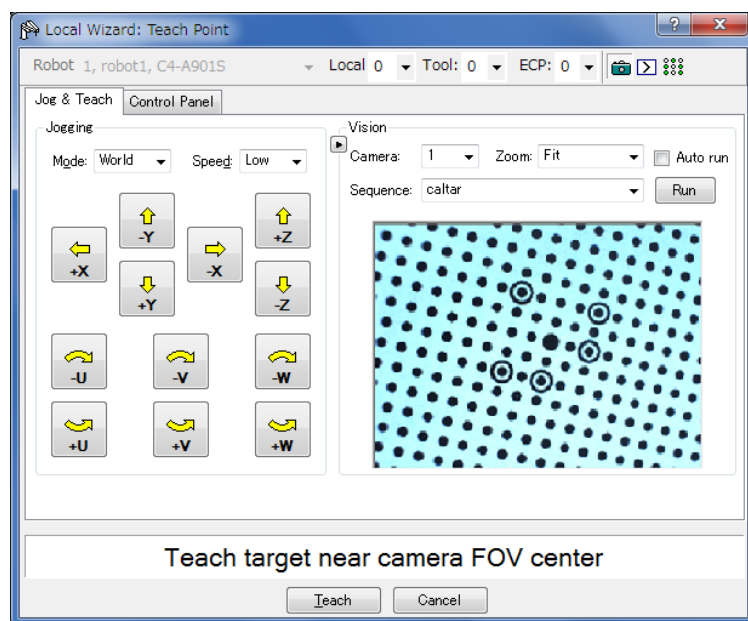 Local Wizard: Teach Point
Robot 1, robot1, C4-A901S Local 0 Tool: 0 ECP: 0
Jog & Teach Control Panel
Jogging
Mode: World Speed: Low
-Y
+Z
+X
-X
+Y
-Z
-U -V -W
+U +V +W
Vision
Camera: 1 Zoom: Fit Auto run
Sequence: caltar Run
Teach target near camera FOV center
Teach Cancel